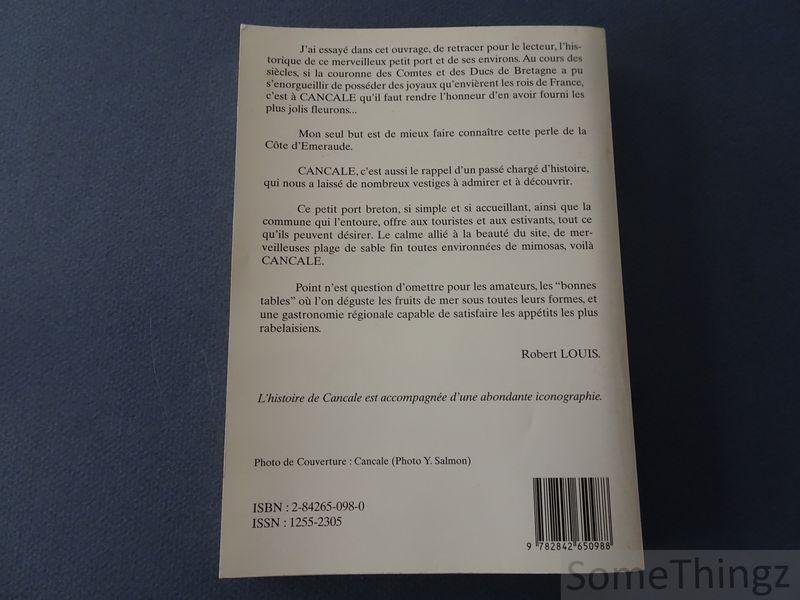 J'ai essayé dans cet ouvrage, de retracer pour le lecteur, l'his-
torique de ce merveilleux petit port et de ses environs. Au cours des
siècles, si la couronne des Comtes et des Ducs de Bretagne a pu
s'enorgueillir de posséder des joyaux qu'envièrent les rois de France,
c'est à CANCALE qu'il faut rendre l'honneur d'en avoir fourni les
plus jolis fleurons...
Mon seul but est de mieux faire connaître cette perle de la
Côte d'Emeraude.
CANCALE, c'est aussi le rappel d'un passé chargé d'histoire,
qui nous a laissé de nombreux vestiges à admirer et à découvrir.
Ce petit port breton, si simple et si accueillant, ainsi que la
commune qui l'entoure, offre aux touristes et aux estivants, tout ce
qu'ils peuvent désirer. Le calme allié à la beauté du site, de mer-
veilleuses plage de sable fin toutes environnées de mimosas, voilà
CANCALE.
Point n'est question d'omettre pour les amateurs, les "bonnes
tables" où l'on déguste les fruits de mer sous toutes leurs formes, et
une gastronomie régionale capable de satisfaire les appétits les plus
rabelaisiens.
Robert LOUIS.
L'histoire de Cancale est accompagnée d'une abondante iconographie.
Photo de Couverture : Cancale (Photo Y. Salmon)
ISBN : 2-84265-098-0
ISSN : 1255-2305
9 782842 650988
SomeThingz